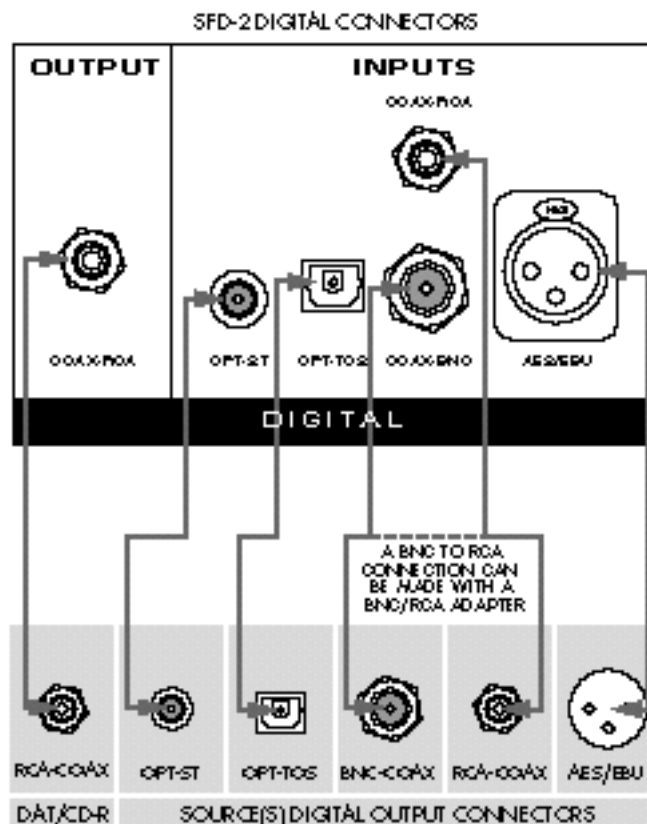 SFD-2 DIGITAL CONNECTORS
OUTPUT
INPUTS
COAX-RCA
COAX-RCA
OPT-ST
OPT-TOS
COAX-BNC
AES/EBU
DIGITAL
A BNC TO RCA
CONNECTION CAN
BE MADE WITH A
BNC/RCA ADAPTER
RCA-COAX
OPT-ST
OPT-TOS
BNC-COAX
RCA-COAX
AES/EBU
DAT/CD-R
SOURCE(S) DIGITAL OUTPUT CONNECTORS